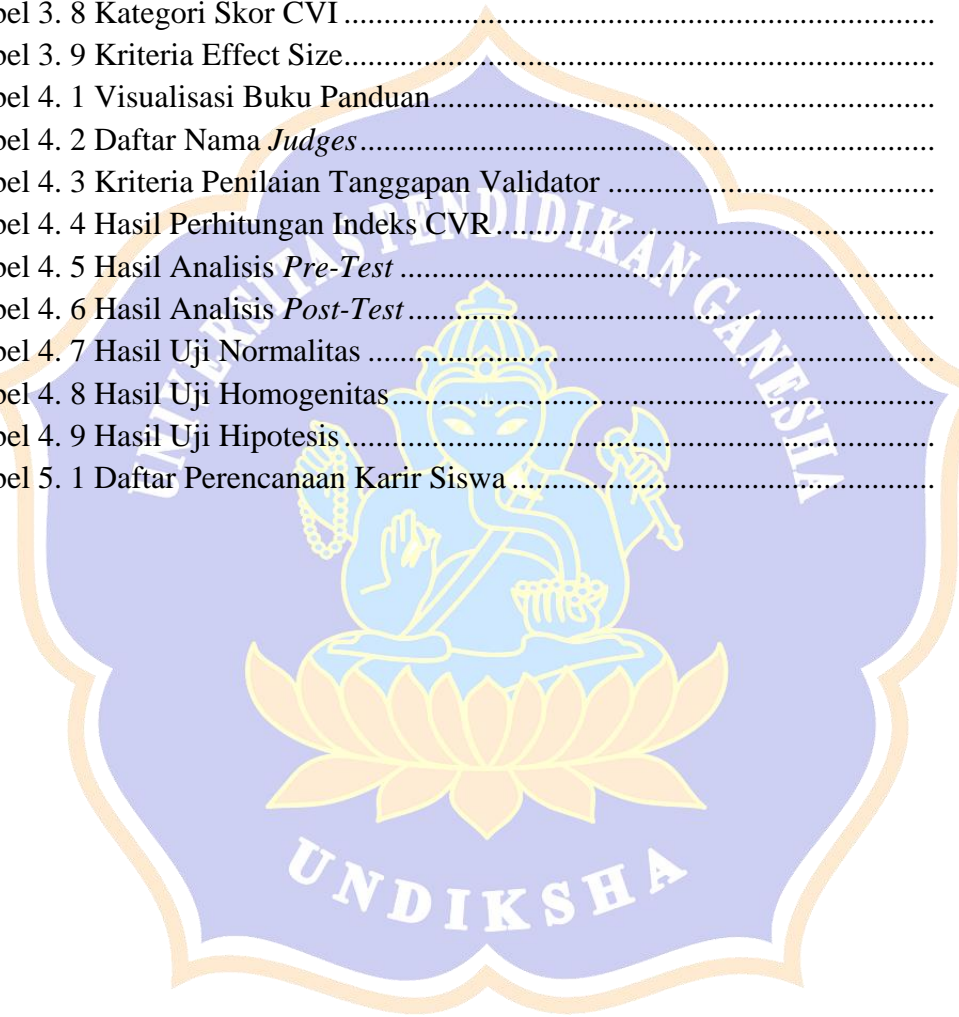 bel 3. 8 Kategori Skor CVI ........................................................................
bel 3. 9 Kriteria Effect Size........................................................................
bel 4. 1 Visualisasi Buku Panduan..............................................................
bel 4. 2 Daftar Nama Judges......................................................................
bel 4. 3 Kriteria Penilaian Tanggapan Validator ........................................
bel 4. 4 Hasil Perhitungan Indeks CVR......................................................
bel 4. 5 Hasil Analisis Pre-Test ..................................................................
bel 4. 6 Hasil Analisis Post-Test.................................................................
bel 4. 7 Hasil Uji Normalitas ......................................................................
bel 4. 8 Hasil Uji Homogenitas...................................................................
bel 4. 9 Hasil Uji Hipotesis.........................................................................
bel 5. 1 Daftar Perencanaan Karir Siswa ....................................................
UNIVERSITAS PENDIDIKAN GANESHA
UNDIKSHA